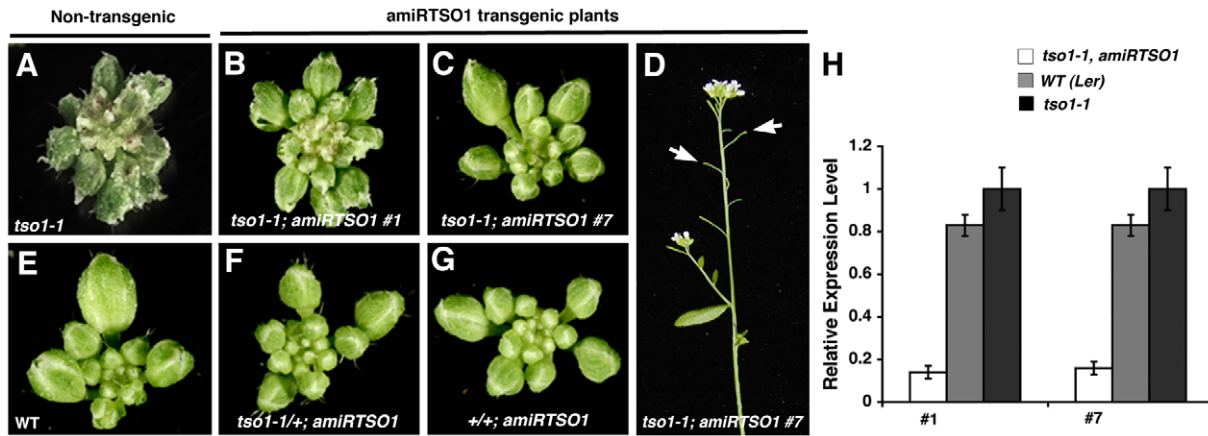 Non-transgenic
amiRTSO1 transgenic plants
A
tso1-1
B
tso1-1; amiRTSO1 #1
C
tso1-1; amiRTSO1 #7
D
tso1-1; amiRTSO1 #7
E
WT
F
tso1-1/+; amiRTSO1
G
+/+; amiRTSO1
H
tso1-1, amiRTSO1
WT (Ler)
tso1-1
Relative Expression Level
1.2
1
0.8
0.6
0.4
0.2
0
#1
#7